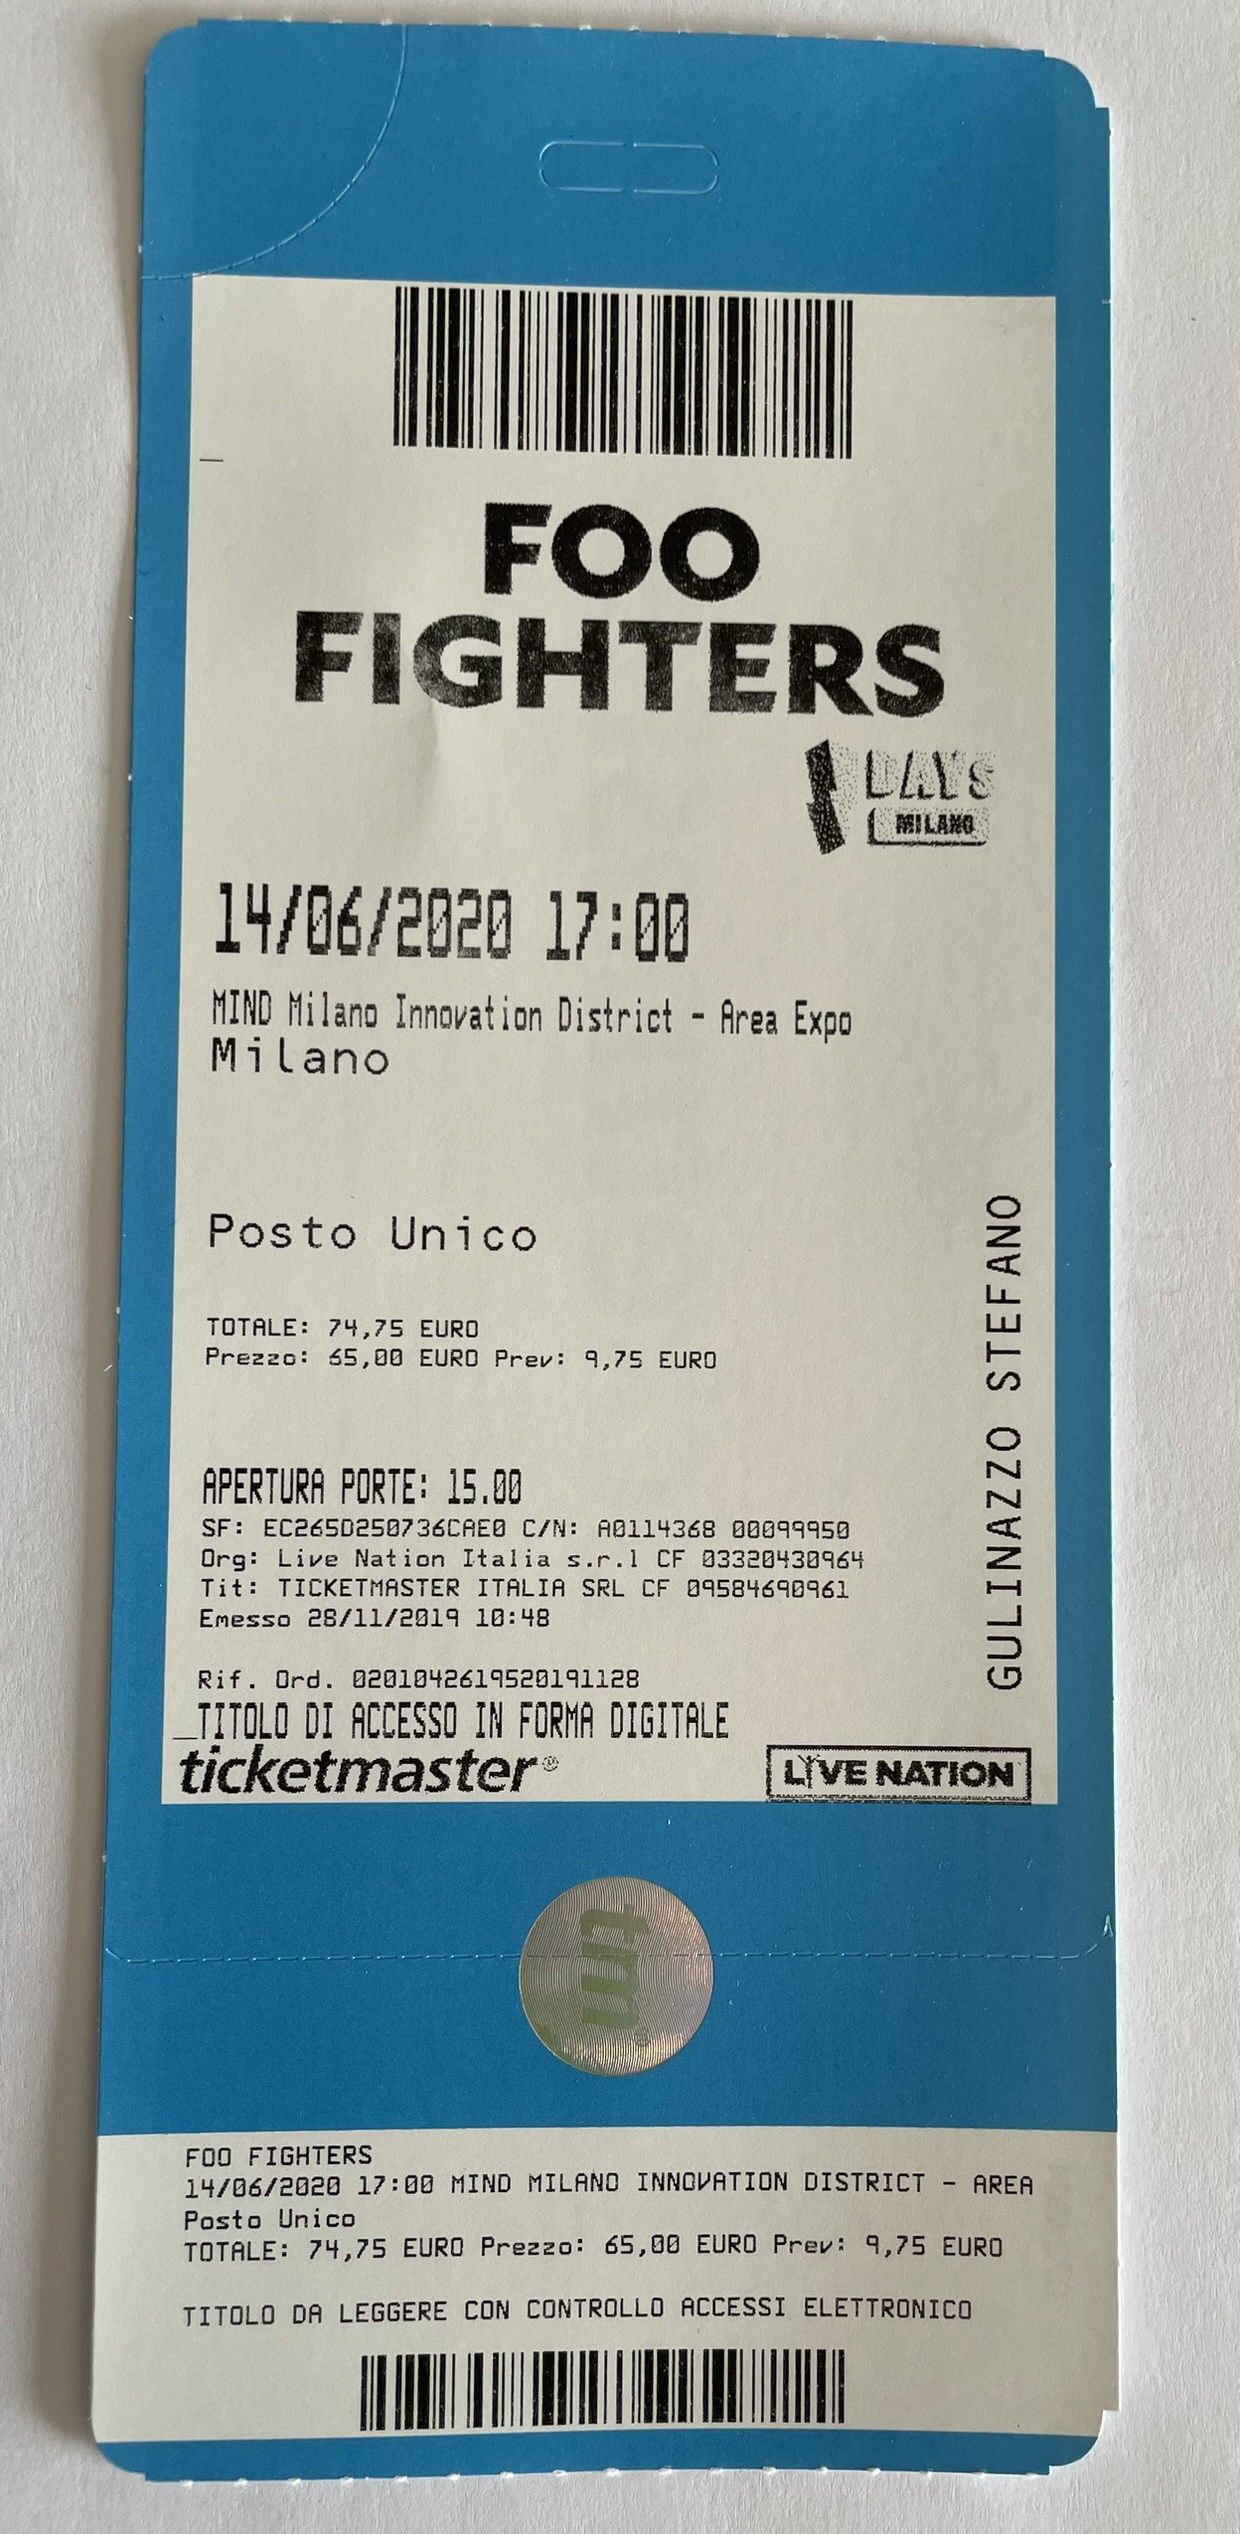 FOO
FIGHTERS
I DAYS
MILANO
14/06/2020 17:00
MIND Milano Innovation District - Area Expo
Milano
Posto Unico
TOTALE: 74,75 EURO
Prezzo: 65,00 EURO Prev: 9,75 EURO
GULINAZZO STEFANO
APERTURA PORTE: 15.00
SF: EC265D250736CAE0 C/N: A0114368 00099950
Org: Live Nation Italia s.r.l CF 03320430964
Tit: TICKETMASTER ITALIA SRL CF 09584690961
Emesso 28/11/2019 10:48
Rif. Ord. 0201042619520191128
_TITOLO DI ACCESSO IN FORMA DIGITALE
ticketmaster®
LIVE NATION
tm®
FOO FIGHTERS
14/06/2020 17:00 MIND MILANO INNOVATION DISTRICT - AREA
Posto Unico
TOTALE: 74,75 EURO Prezzo: 65,00 EURO Prev: 9,75 EURO
TITOLO DA LEGGERE CON CONTROLLO ACCESSI ELETTRONICO